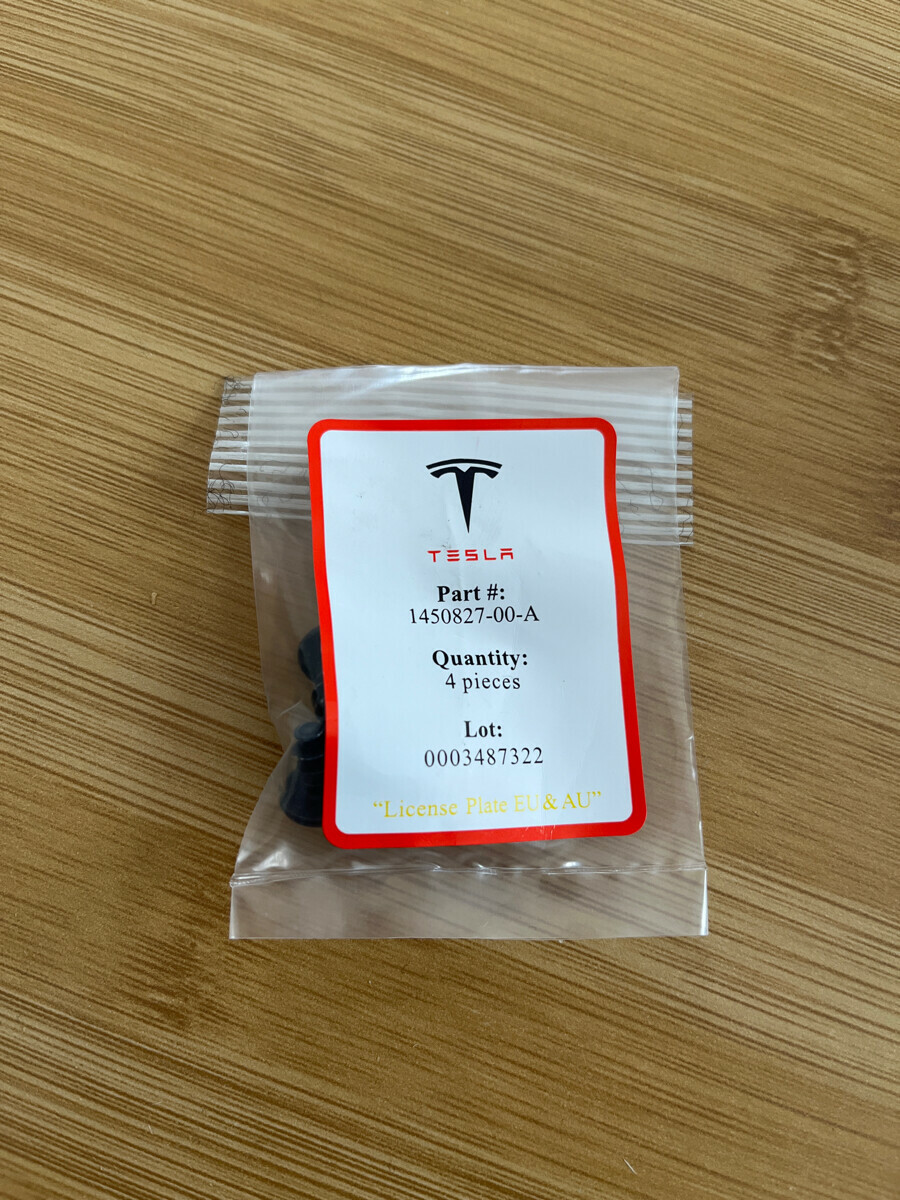 TESLA
Part #:
1450827-00-A
Quantity:
4 pieces
Lot:
0003487322
“License Plate EU & AU”